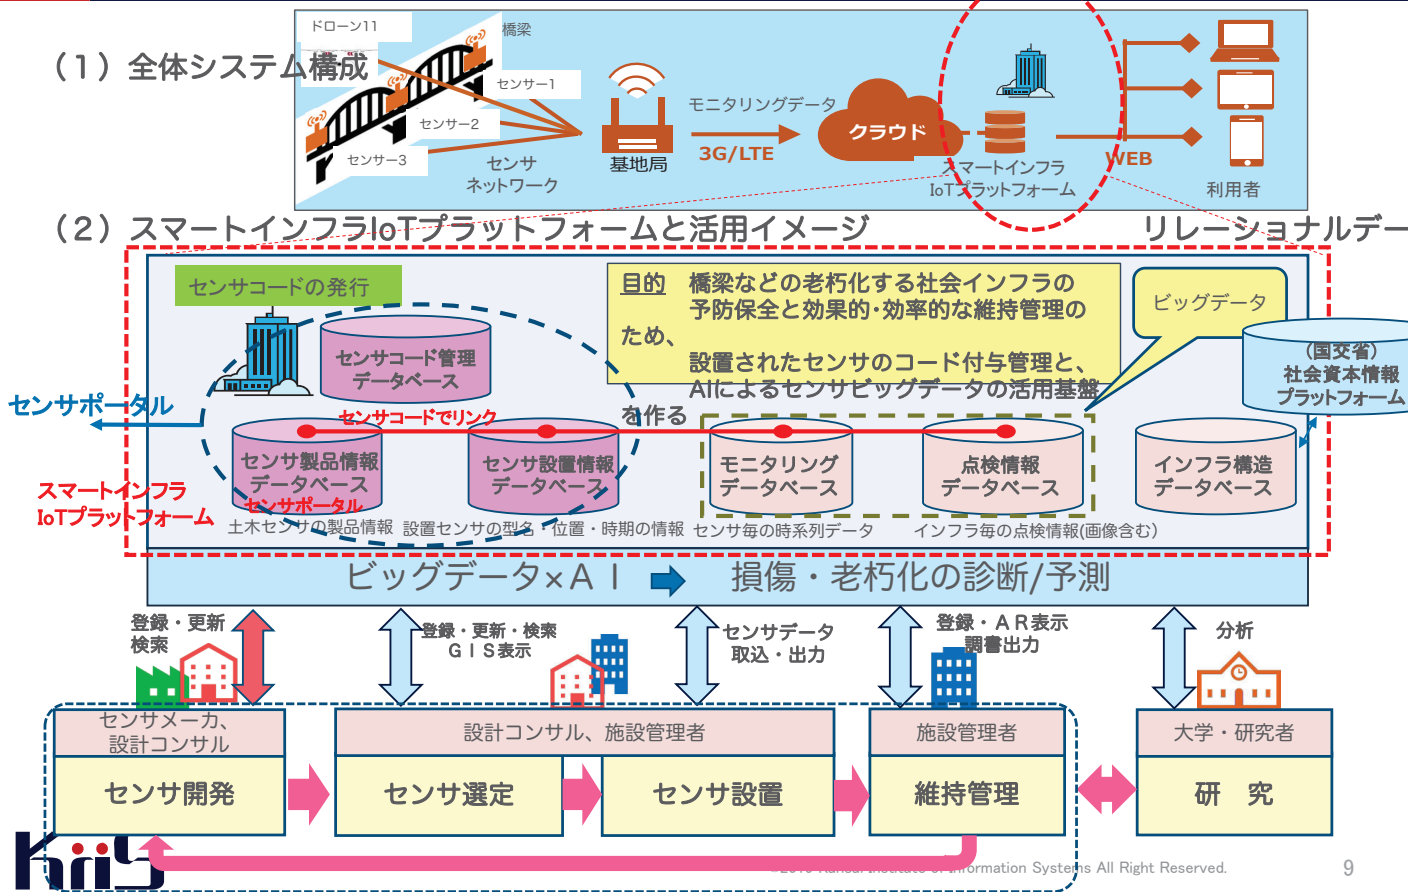 （１）全体システム構成
ドローン11
橋梁
センサー1
センサー2
センサー3
センサ
ネットワーク
基地局
モニタリングデータ
3G/LTE
クラウド
スマートインフラ
IoTプラットフォーム
WEB
利用者
（２）スマートインフラIoTプラットフォームと活用イメージ
リレーショナルデー
センサコードの発行
目的　橋梁などの老朽化する社会インフラの
予防保全と効果的･効率的な維持管理の
ため、
設置されたセンサのコード付与管理と、
AIによるセンサビッグデータの活用基盤
を作る
ビッグデータ
（国交省）
社会資本情報
プラットフォーム
センサコード管理
データベース
センサポータル
センサコードでリンク
センサ製品情報
データベース
センサポータル
センサ設置情報
データベース
モニタリング
データベース
点検情報
データベース
インフラ構造
データベース
スマートインフラ
IoTプラットフォーム
土木センサの製品情報
設置センサの型名・位置・時期の情報
センサ毎の時系列データ
インフラ毎の点検情報(画像含む）
ビッグデータ×ＡＩ
損傷・老朽化の診断/予測
登録・更新
検索
登録・更新・検索
ＧＩＳ表示
センサデータ
取込・出力
登録・ＡＲ表示
調書出力
分析
センサメーカ、
設計コンサル
設計コンサル、施設管理者
施設管理者
大学・研究者
センサ開発
センサ選定
センサ設置
維持管理
研　究
KiiS
©2016 Kansai Institute of Information Systems All Right Reserved.
9